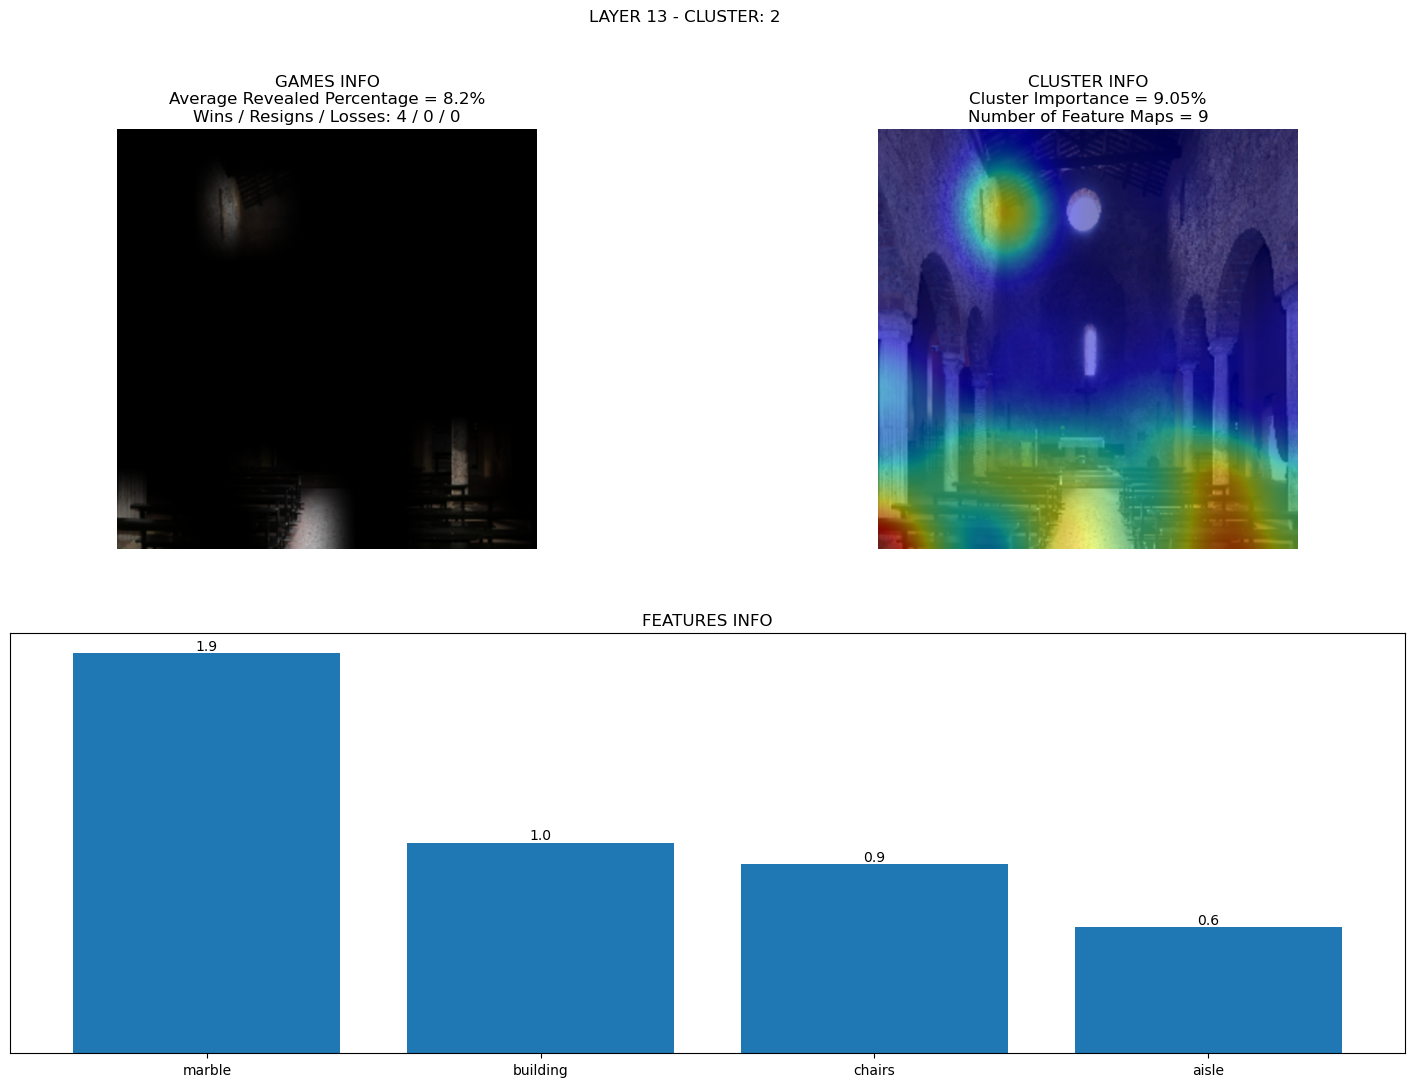 LAYER 13 - CLUSTER: 2
GAMES INFO
Average Revealed Percentage = 8.2%
Wins / Resigns / Losses: 4 / 0 / 0
CLUSTER INFO
Cluster Importance = 9.05%
Number of Feature Maps = 9
FEATURES INFO
1.9
1.0
0.9
0.6
marble
building
chairs
aisle